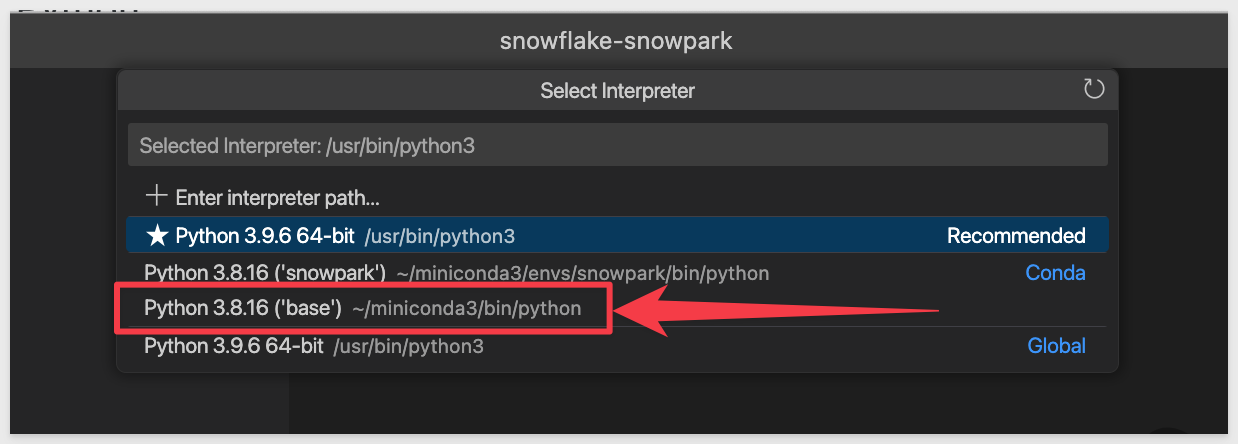 snowflake-snowpark
Select Interpreter
Selected Interpreter: /usr/bin/python3
Enter interpreter path...
★ Python 3.9.6 64-bit /usr/bin/python3 Recommended
Python 3.8.16 ('snowpark') ~/miniconda3/envs/snowpark/bin/python Conda
Python 3.8.16 ('base') ~/miniconda3/bin/python
Python 3.9.6 64-bit /usr/bin/python3 Global